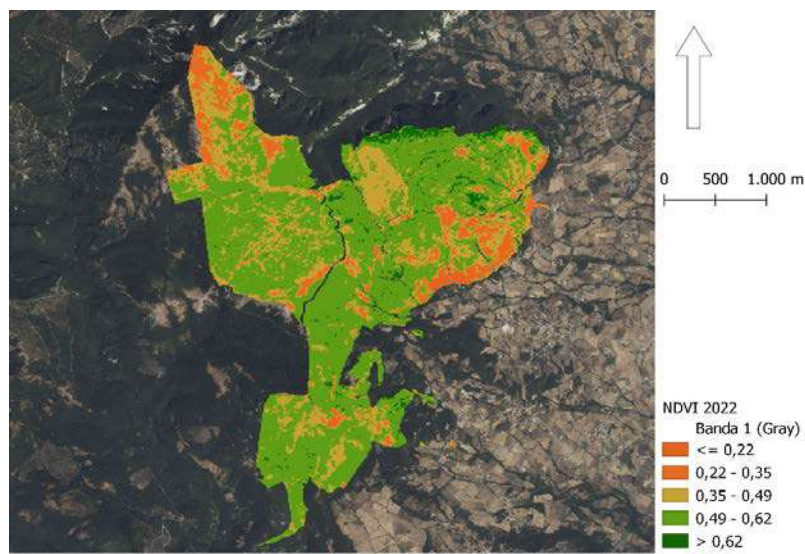 0 500 1.000 m
NDVI 2022
Banda 1 (Gray)
<= 0,22
0,22 - 0,35
0,35 - 0,49
0,49 - 0,62
> 0,62